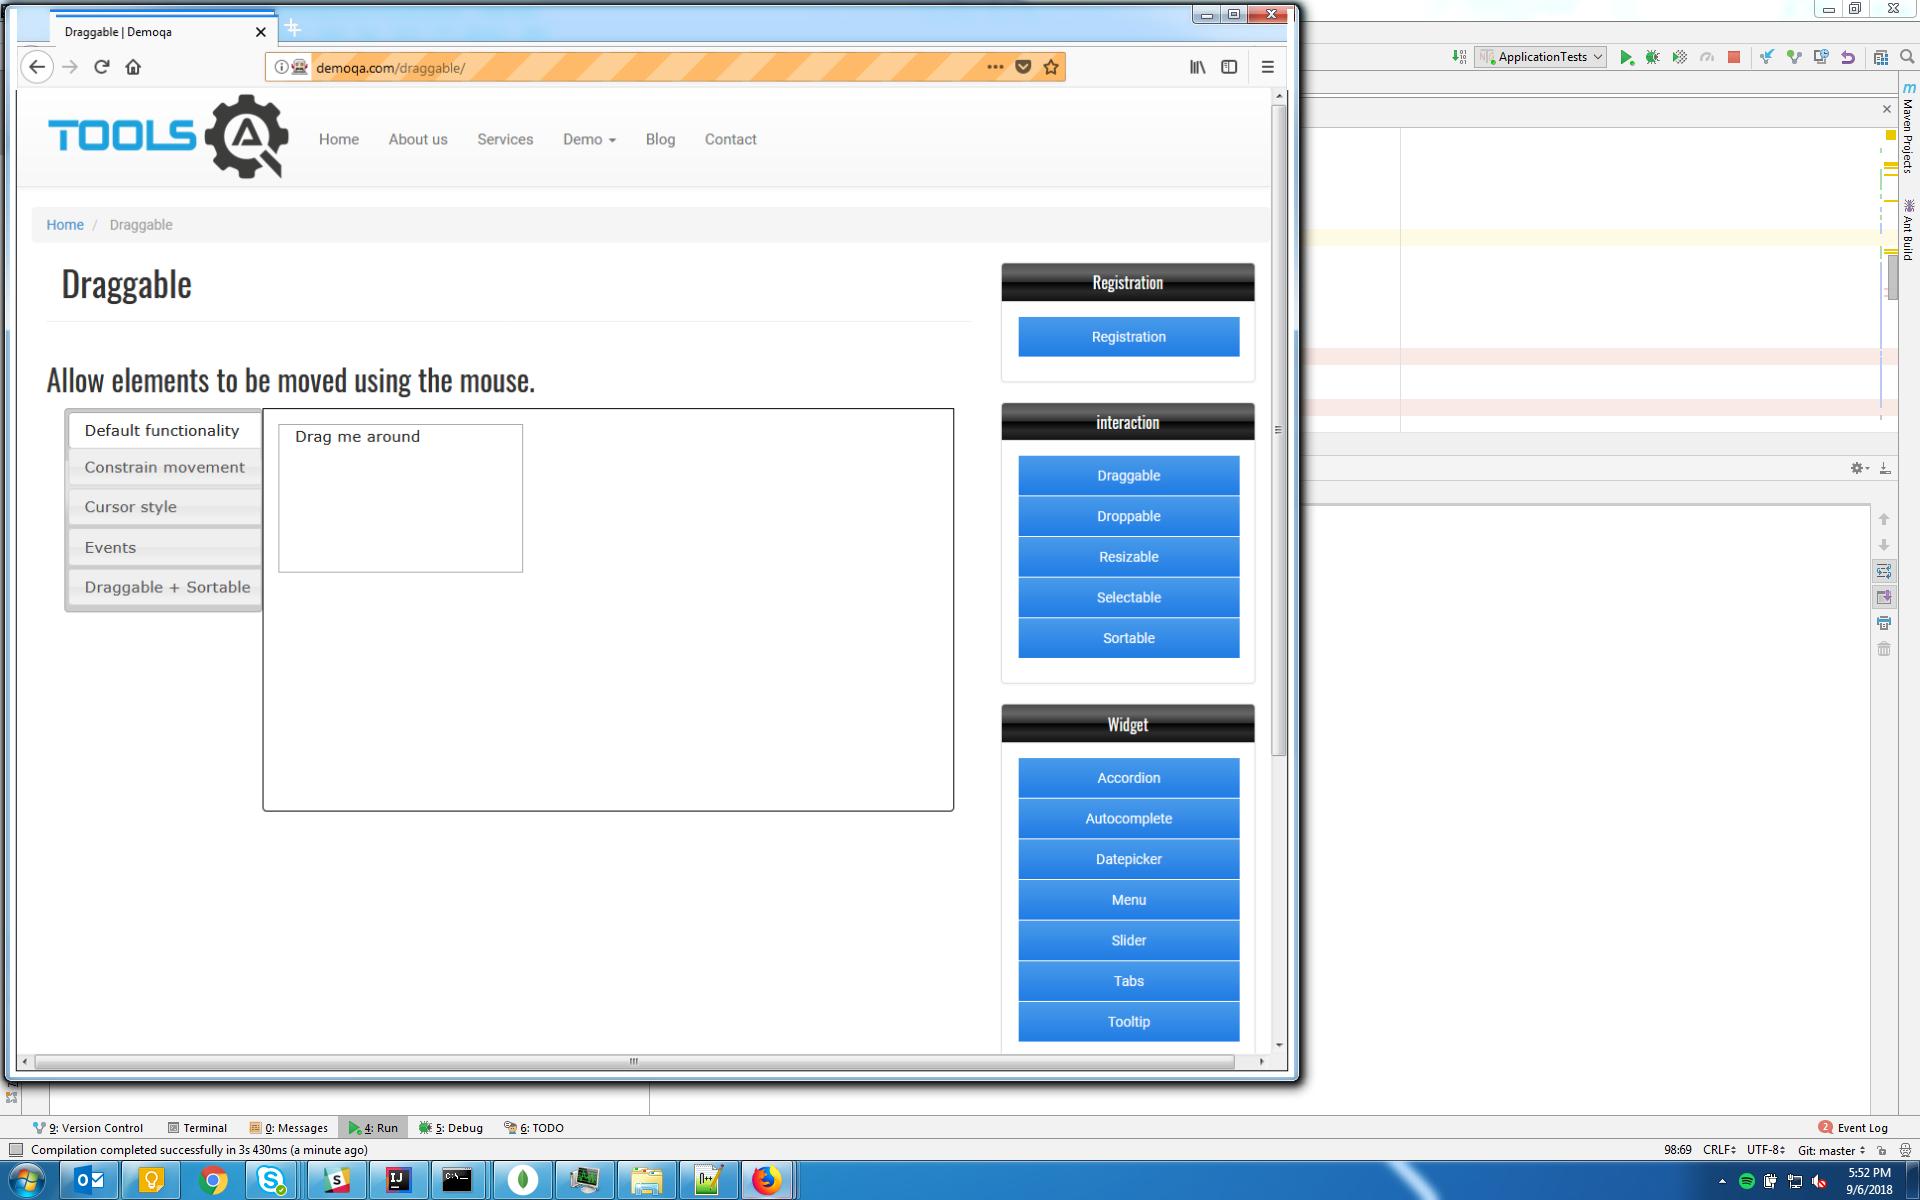 Draggable | Demoqa
demoqa.com/draggable/
TOOLS QA
Home
About us
Services
Demo
Blog
Contact
Home / Draggable
Draggable
Allow elements to be moved using the mouse.
Default functionality
Constrain movement
Cursor style
Events
Draggable + Sortable
Drag me around
Registration
Registration
interaction
Draggable
Droppable
Resizable
Selectable
Sortable
Widget
Accordion
Autocomplete
Datepicker
Menu
Slider
Tabs
Tooltip
ApplicationTests
Maven Projects
Ant Build
9: Version Control
Terminal
0: Messages
4: Run
5: Debug
6: TODO
2 Event Log
Compilation completed successfully in 3s 430ms (a minute ago)
98:69
CRLF
UTF-8
Git: master
5:52 PM
9/6/2018